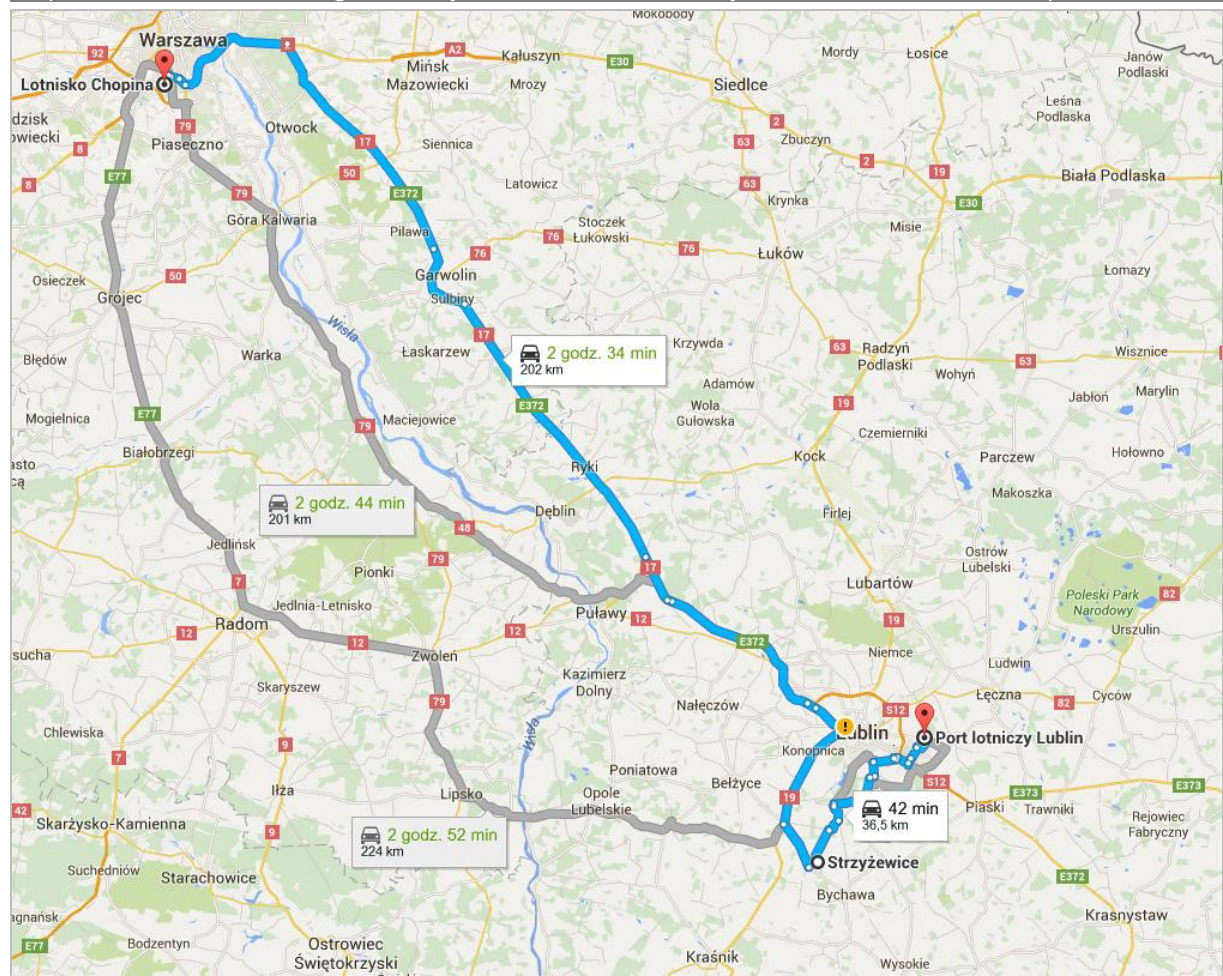 Mokobody
Warszawa
92
A2
Kałuszyn
E30
Mordy
Łosice
Janów
Podlaski
Lotnisko Chopina
Mińsk
Mazowiecki
Mrozy
Siedlce
dzisk
owiecki
79
Otwock
17
Siennica
2
Zbuczyn
Leśna
Podlaska
8
Piaseczno
63
2
8
E77
50
Latowicz
63
19
Biała Podlaska
79
E372
Krynka
E30
Góra Kalwaria
Pilawa
Stoczek
Łukowski
76
Misie
76
76
Łuków
Osieczek
50
Garwolin
Łomazy
Grójec
Sulbiny
Wisła
17
Warka
Łaskarzew
2 godz. 34 min
202 km
Krzywda
63
Radzyń
Podlaski
63
Wisznice
Błędów
E372
Adamów
Wohyń
Jabłoń
Marylin
Mogielnica
E77
79
Maciejowice
Wola
Gułowska
19
Czemierniki
Białobrzegi
Ryki
Kock
Parczew
Hołowno
asto
cą
2 godz. 44 min
201 km
Dęblin
Makoszka
48
Firlej
Jedlińsk
79
Ostrów
Lubelski
7
Pionki
17
Lubartów
Poleski Park
Narodowy
82
Jedlnia-Letnisko
Puławy
12
Radom
12
12
12
19
Urszulin
sucha
Zwoleń
E372
Niemce
Ludwin
Skaryszew
79
Kazimierz
Dolny
Nałęczów
S12
Łęczna
82
Cyców
Chlewiska
9
Wisła
Lublin
Port lotniczy Lublin
7
Konopnica
Poniatowa
Bełżyce
S12
E373
E373
Iłża
Lipsko
Opole
Lubelskie
19
42 min
36,5 km
Piaski
Trawniki
42
Skarżysko-Kamienna
9
2 godz. 52 min
224 km
Rejowiec
Fabryczny
Strzyżewice
Suchedniów
Starachowice
E372
Bychawa
agnańsk
Krasnystaw
E77
Bodzentyn
Ostrowiec
Świętokrzyski
Kraśnik
Wysokie